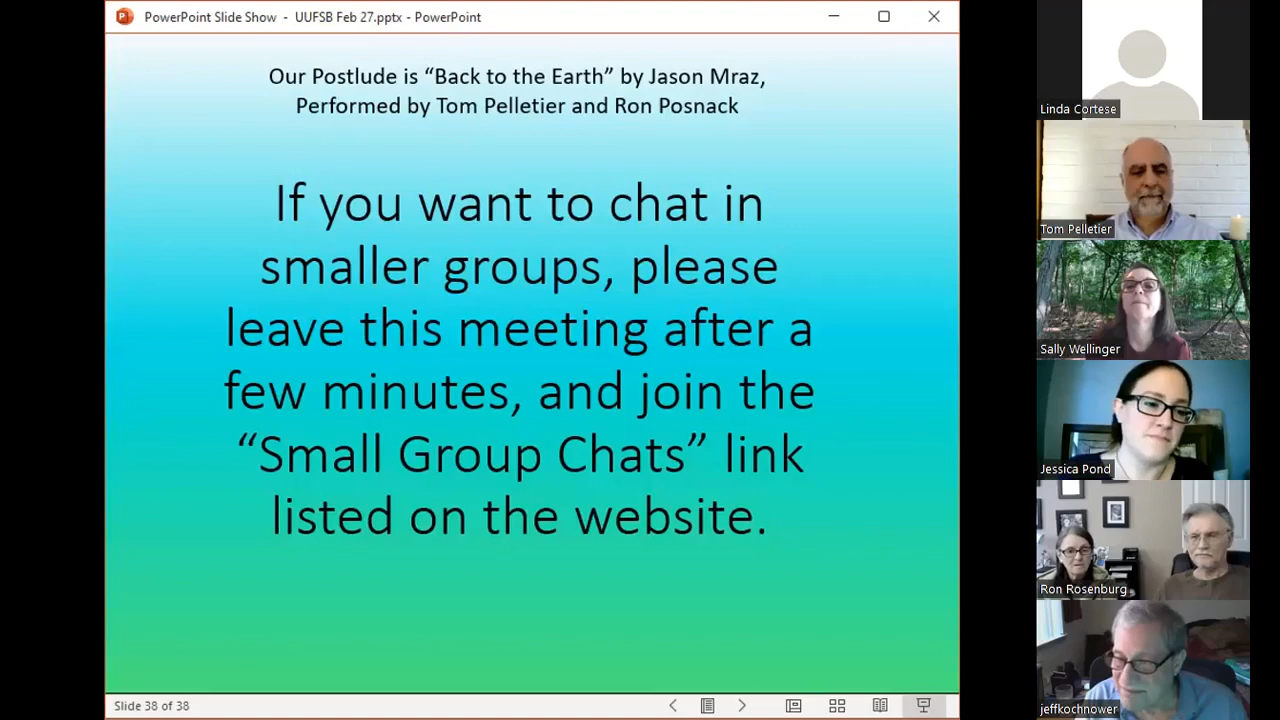 PowerPoint Slide Show - UUFSB Feb 27.pptx - PowerPoint
Our Postlude is “Back to the Earth” by Jason Mraz,
Performed by Tom Pelletier and Ron Posnack
If you want to chat in
smaller groups, please
leave this meeting after a
few minutes, and join the
“Small Group Chats” link
listed on the website.
Slide 38 of 38
Linda Cortese
Tom Pelletier
Sally Wellinger
Jessica Pond
Ron Rosenburg
jeffkochnower